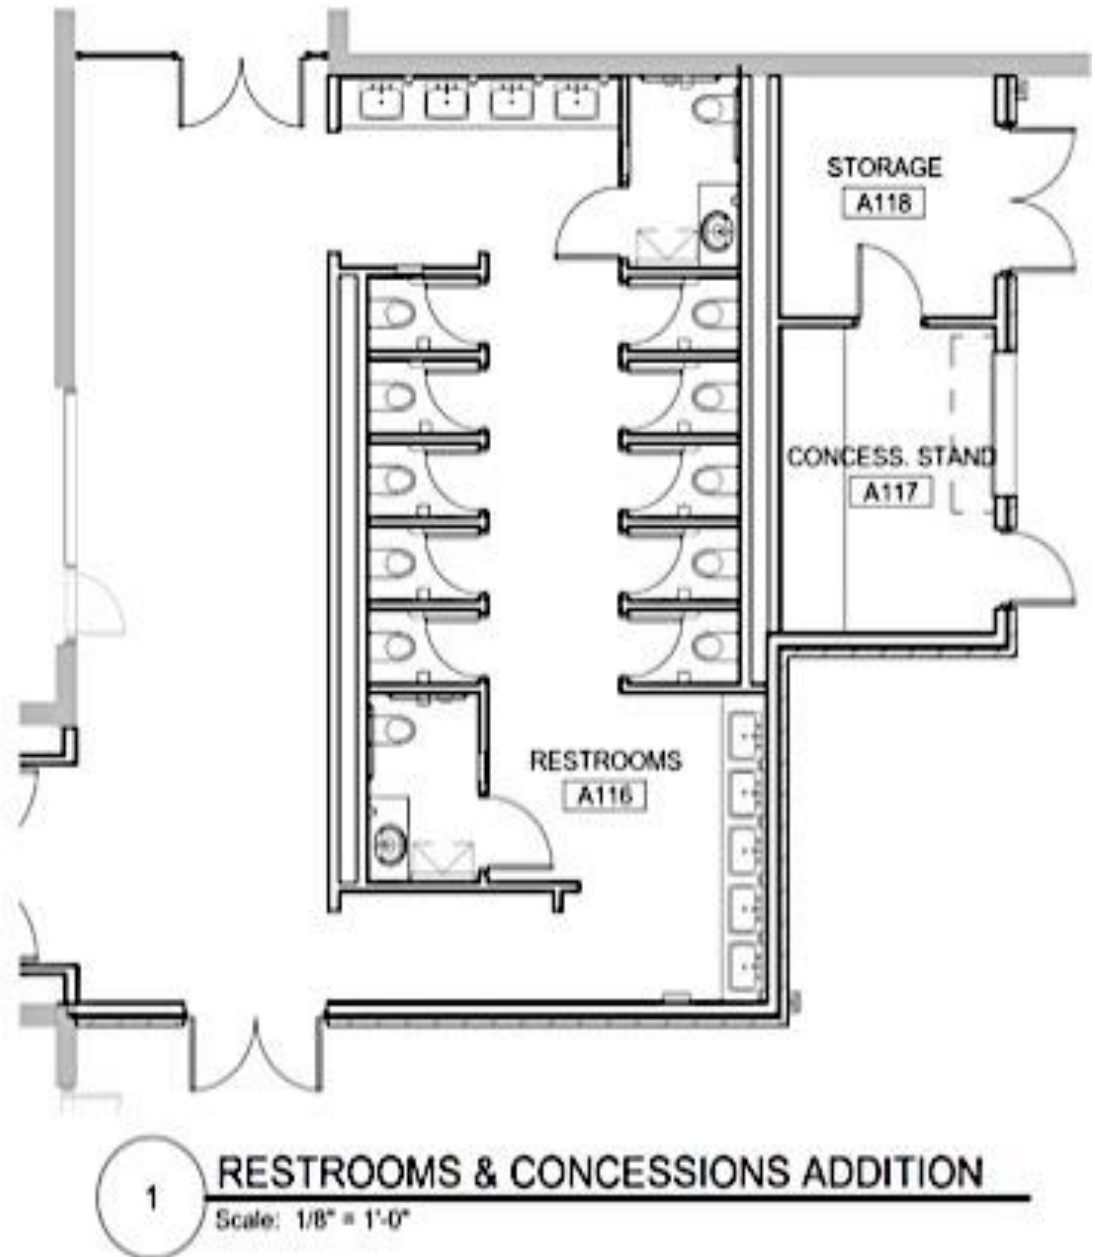 STORAGE
A118
CONCESS. STAND
A117
RESTROOMS
A116
1
RESTROOMS & CONCESSIONS ADDITION
Scale: 1/8" = 1'-0"